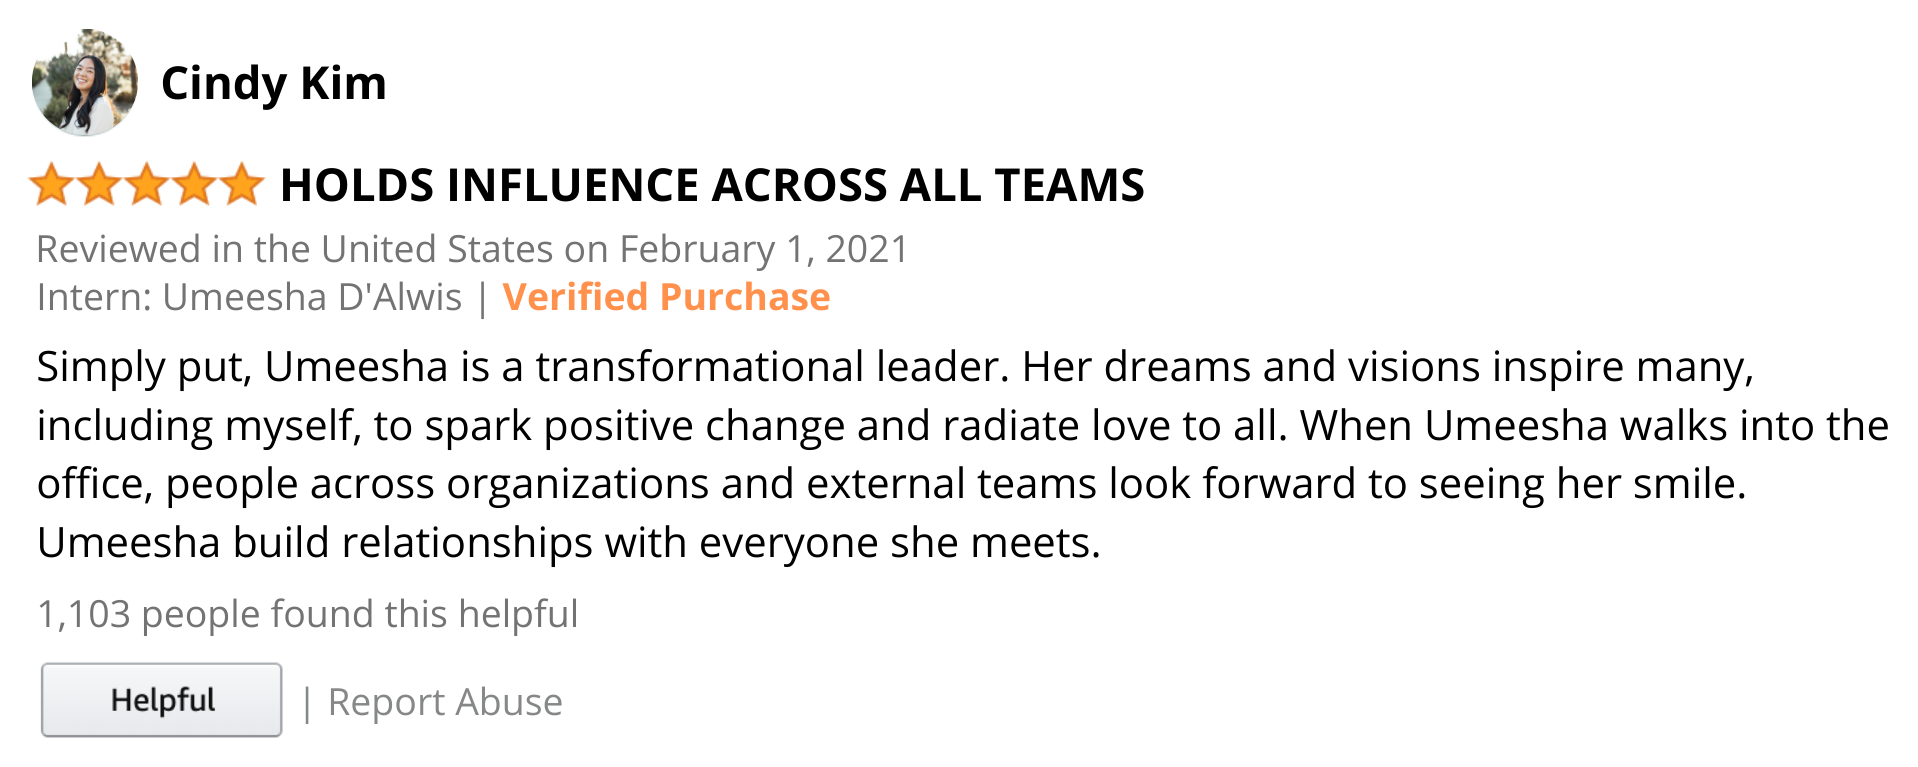 Cindy Kim
HOLDS INFLUENCE ACROSS ALL TEAMS
Reviewed in the United States on February 1, 2021
Intern: Umeesha D'Alwis | Verified Purchase
Simply put, Umeesha is a transformational leader. Her dreams and visions inspire many,
including myself, to spark positive change and radiate love to all. When Umeesha walks into the
office, people across organizations and external teams look forward to seeing her smile.
Umeesha build relationships with everyone she meets.
1,103 people found this helpful
Helpful | Report Abuse